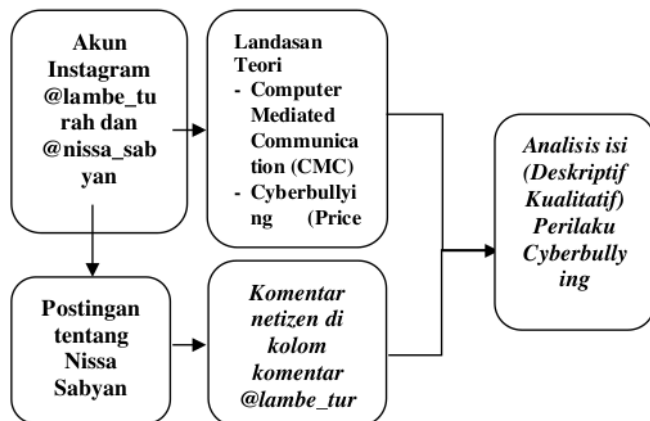 Akun
Instagram
@lambe_tu
rah dan
@nissa_sab
yan
Landasan
Teori
- Computer
Mediated
Communica
tion (CMC)
- Cyberbullyi
ng (Price
Analisis isi
(Deskriptif
Kualitatif)
Perilaku
Cyberbully
ing
Postingan
tentang
Nissa
Sabyan
Komentar
netizen di
kolom
komentar
@lambe_tur